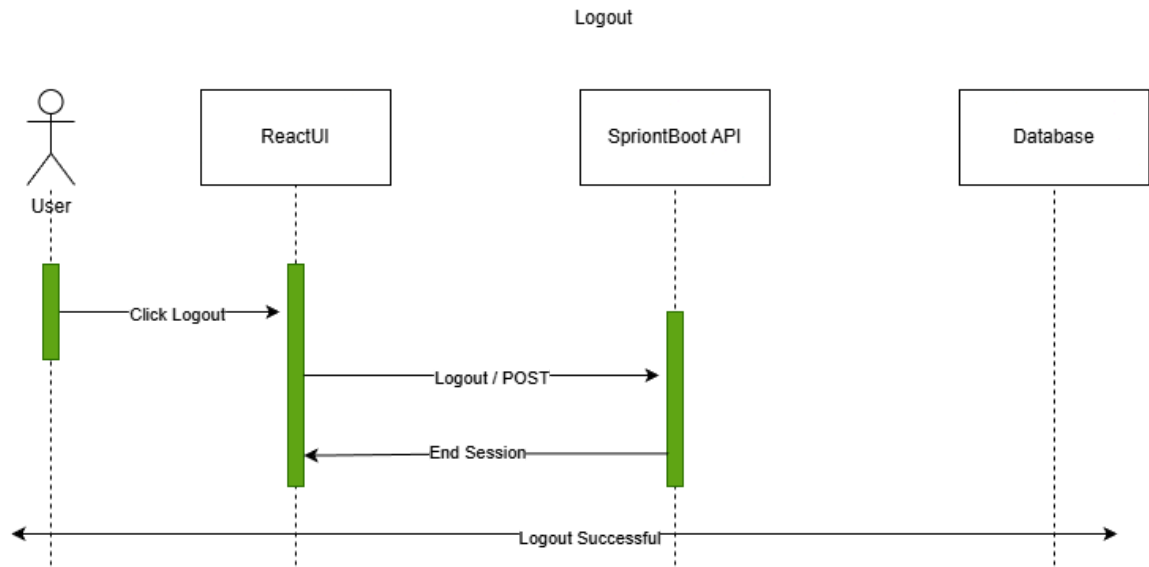 Logout
User
ReactUI
SpriontBoot API
Database
Click Logout
Logout / POST
End Session
Logout Successful